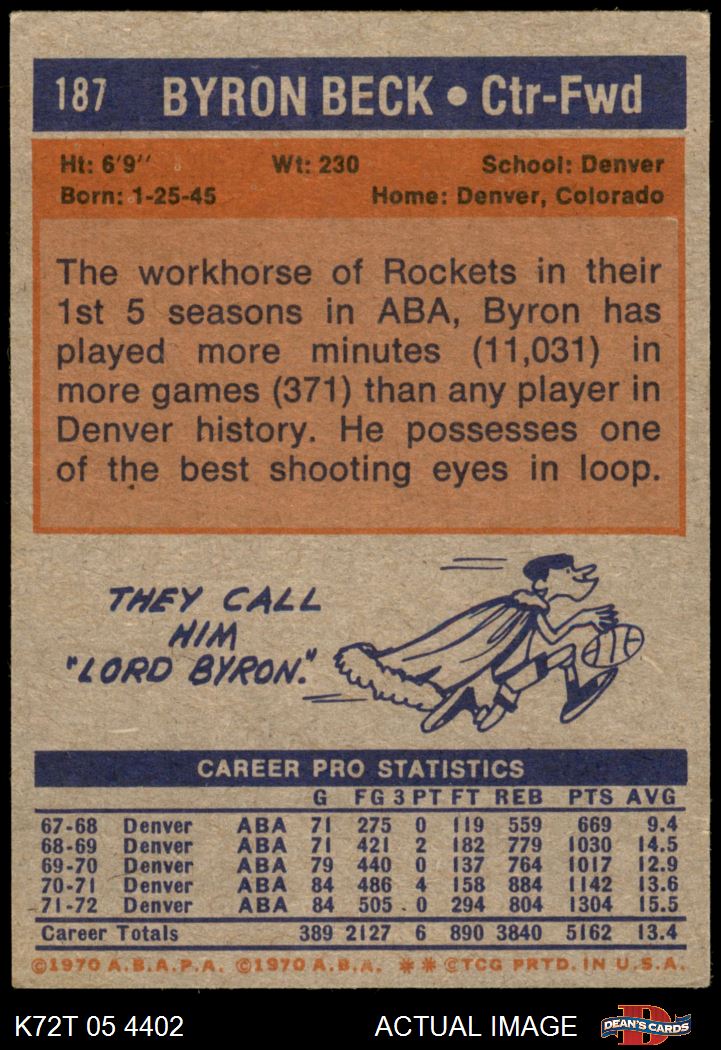 187 BYRON BECK • Ctr-Fwd
Ht: 6'9'' Wt: 230 School: Denver
Born: 1-25-45 Home: Denver, Colorado
The workhorse of Rockets in their
1st 5 seasons in ABA, Byron has
played more minutes (11,031) in
more games (371) than any player in
Denver history. He possesses one
of the best shooting eyes in loop.
THEY CALL
HIM
"LORD BYRON."
CAREER PRO STATISTICS
G FG 3 PT FT REB PTS AVG
67-68 Denver ABA 71 275 0 119 559 669 9.4
68-69 Denver ABA 71 421 2 182 779 1030 14.5
69-70 Denver ABA 79 440 0 137 764 1017 12.9
70-71 Denver ABA 84 486 4 158 884 1142 13.6
71-72 Denver ABA 84 505 0 294 804 1304 15.5
Career Totals 389 2127 6 890 3840 5162 13.4
©1970 A.B.A.P.A. ©1970 A.B.A. ** ©TCG PRTD. IN U.S.A.
K72T 05 4402 ACTUAL IMAGE DEAN'S CARDS